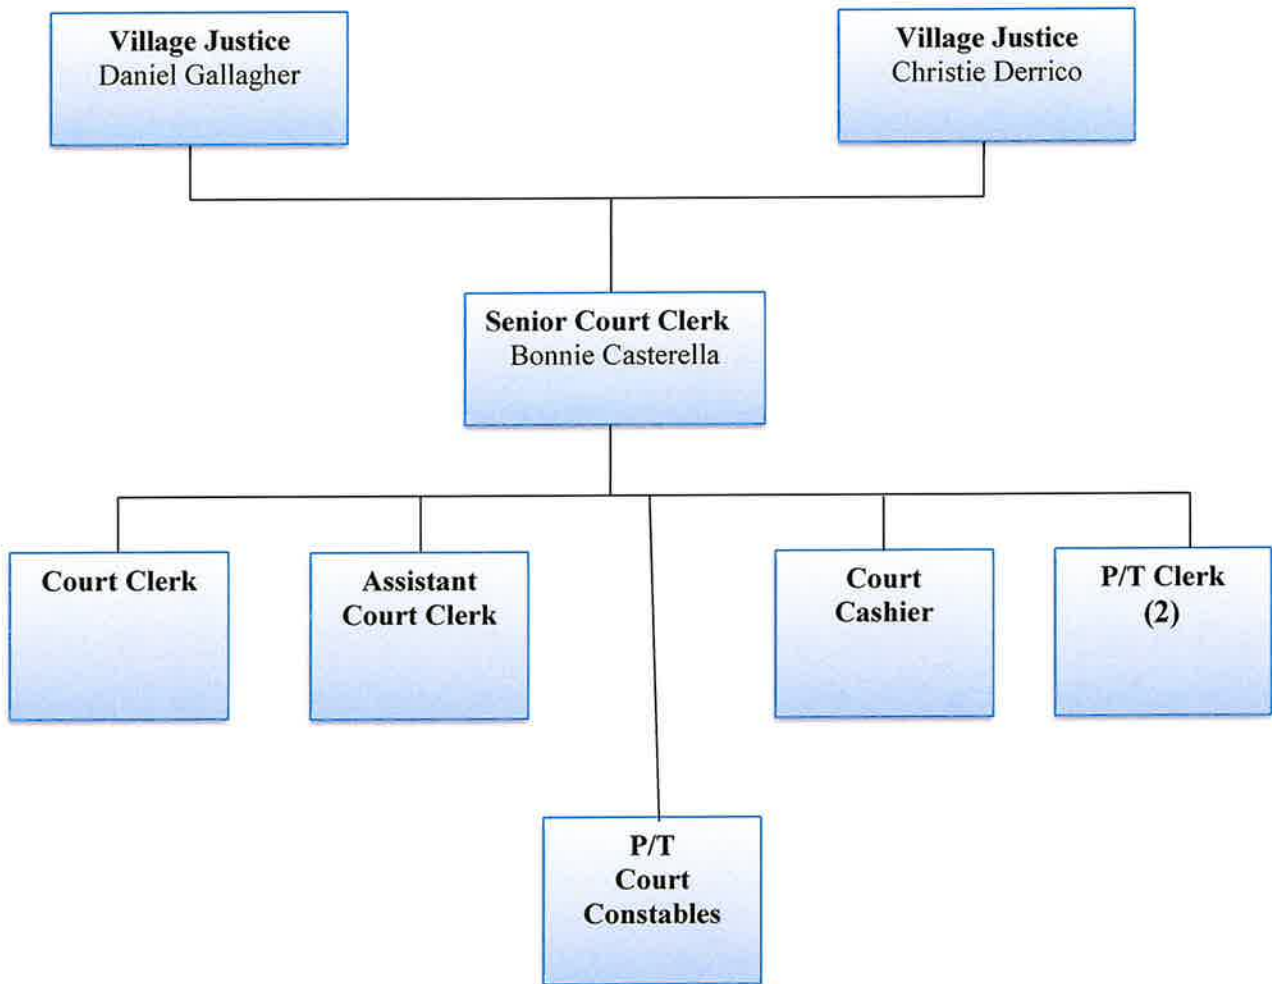 Village Justice
Daniel Gallagher
Village Justice
Christie Derrico
Senior Court Clerk
Bonnie Casterella
Court Clerk
Assistant
Court Clerk
Court
Cashier
P/T Clerk
(2)
P/T
Court
Constables